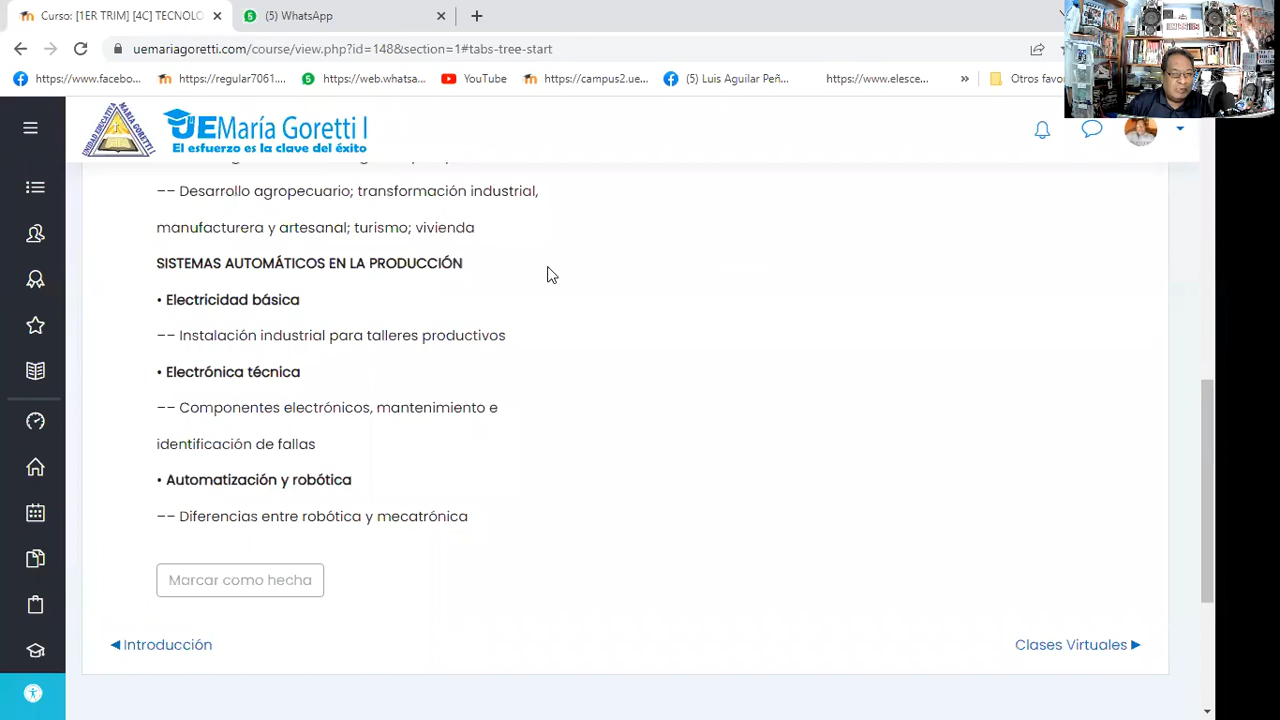 Curso: [1ER TRIM] [4C] TECNOLO
(5) WhatsApp
uemariagoretti.com/course/view.php?id=148&section=1#tabs-tree-start
https://www.facebo...
https://regular7061....
https://web.whatsa...
YouTube
https://campus2.ue...
(5) Luis Aguilar Peñ...
https://www.elesce...
»
Otros favo
UNIDAD EDUCATIVA MARÍA GORETTI I
UEMaría Goretti I
El esfuerzo es la clave del éxito
–– Desarrollo agropecuario; transformación industrial,
manufacturera y artesanal; turismo; vivienda
SISTEMAS AUTOMÁTICOS EN LA PRODUCCIÓN
• Electricidad básica
–– Instalación industrial para talleres productivos
• Electrónica técnica
–– Componentes electrónicos, mantenimiento e
identificación de fallas
• Automatización y robótica
–– Diferencias entre robótica y mecatrónica
Marcar como hecha
◀ Introducción
Clases Virtuales ▶